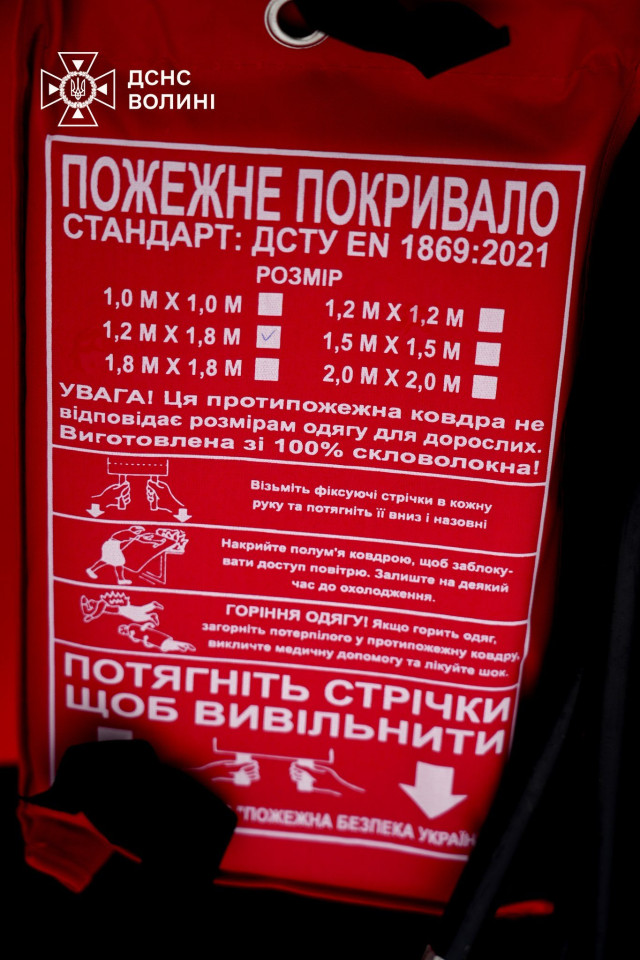 ДСНС
ВОЛИНІ
ПОЖЕЖНЕ ПОКРИВАЛО
СТАНДАРТ: ДСТУ EN 1869:2021
РОЗМІР
1,0 М Х 1,0 М
1,2 М Х 1,2 М
1,2 М Х 1,8 М
1,5 М Х 1,5 М
1,8 М Х 1,8 М
2,0 М Х 2,0 М
УВАГА! Ця протипожежна ковдра не
відповідає розмірам одягу для дорослих.
Виготовлена зі 100% скловолокна!
Візьміть фіксуючі стрічки в кожну
руку та потягніть її вниз і назовні
Накрийте полум'я ковдрою, щоб заблоку-
вати доступ повітрю. Залиште на деякий
час до охолодження.
ГОРІННЯ ОДЯГУ! Якщо горить одяг,
загорніть потерпілого у протипожежну ковдру,
викличте медичну допомогу та лікуйте шок.
ПОТЯГНІТЬ СТРІЧКИ
ЩОБ ВИВІЛЬНИТИ
"ПОЖЕЖНА БЕЗПЕКА